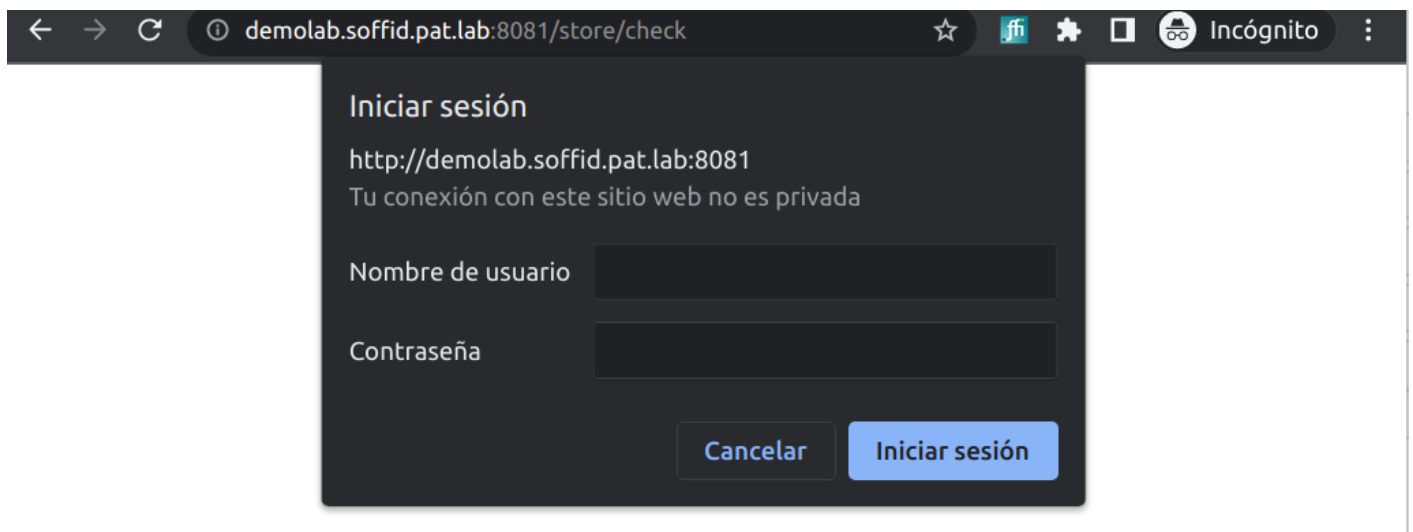 demolab.soffid.pat.lab:8081/store/check
ffi
Incógnito
Iniciar sesión
http://demolab.soffid.pat.lab:8081
Tu conexión con este sitio web no es privada
Nombre de usuario
Contraseña
Cancelar
Iniciar sesión